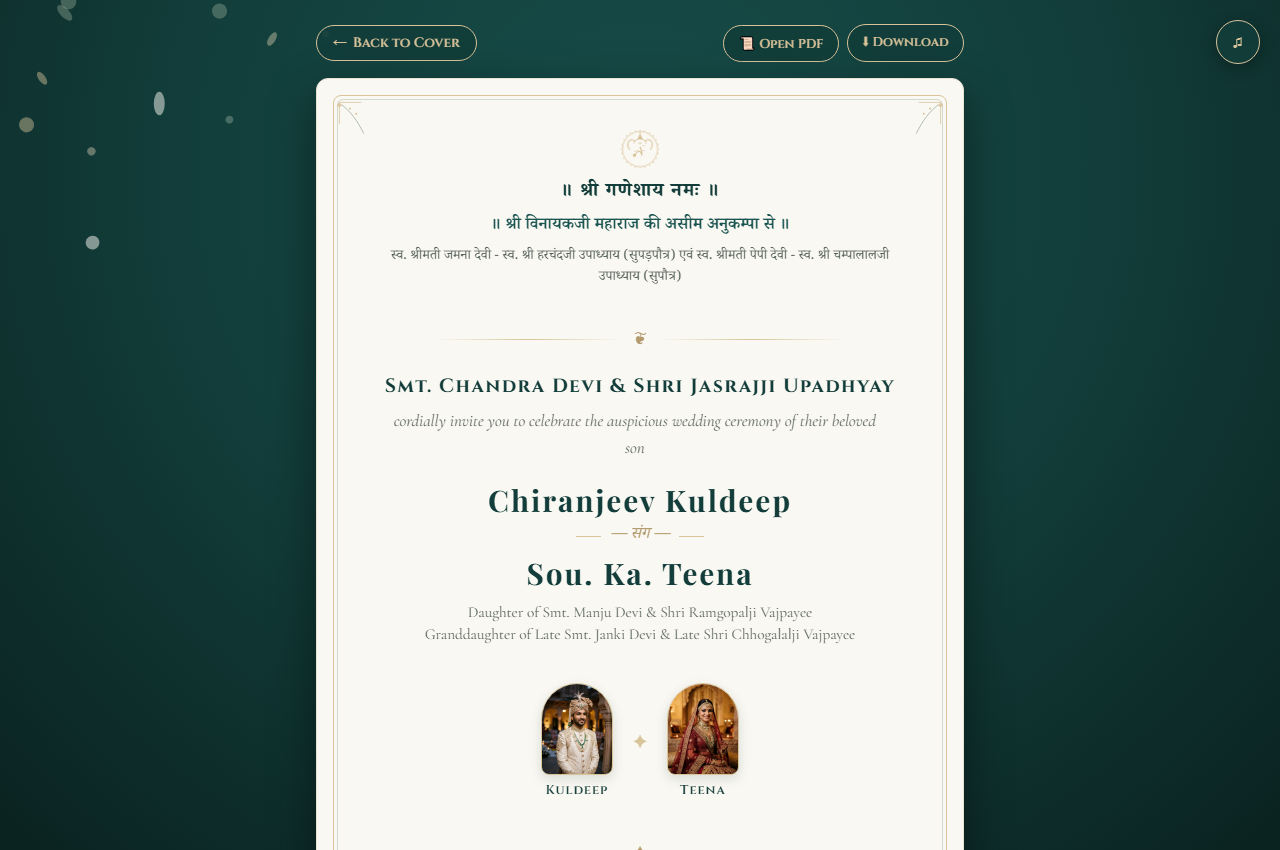 ← Back to Cover
Open PDF
⬇ Download
♫
॥ श्री गणेशाय नमः ॥
॥ श्री विनायकजी महाराज की असीम अनुकम्पा से ॥
स्व. श्रीमती जमना देवी - स्व. श्री हरचंदजी उपाध्याय (सुपड़पौत्र) एवं स्व. श्रीमती पेपी देवी - स्व. श्री चम्पालालजी
उपाध्याय (सुपौत्र)
Smt. Chandra Devi & Shri Jasrajji Upadhyay
cordially invite you to celebrate the auspicious wedding ceremony of their beloved
son
Chiranjeev Kuldeep
— संग —
Sou. Ka. Teena
Daughter of Smt. Manju Devi & Shri Ramgopalji Vajpayee
Granddaughter of Late Smt. Janki Devi & Late Shri Chhogalalji Vajpayee
Kuldeep
Teena